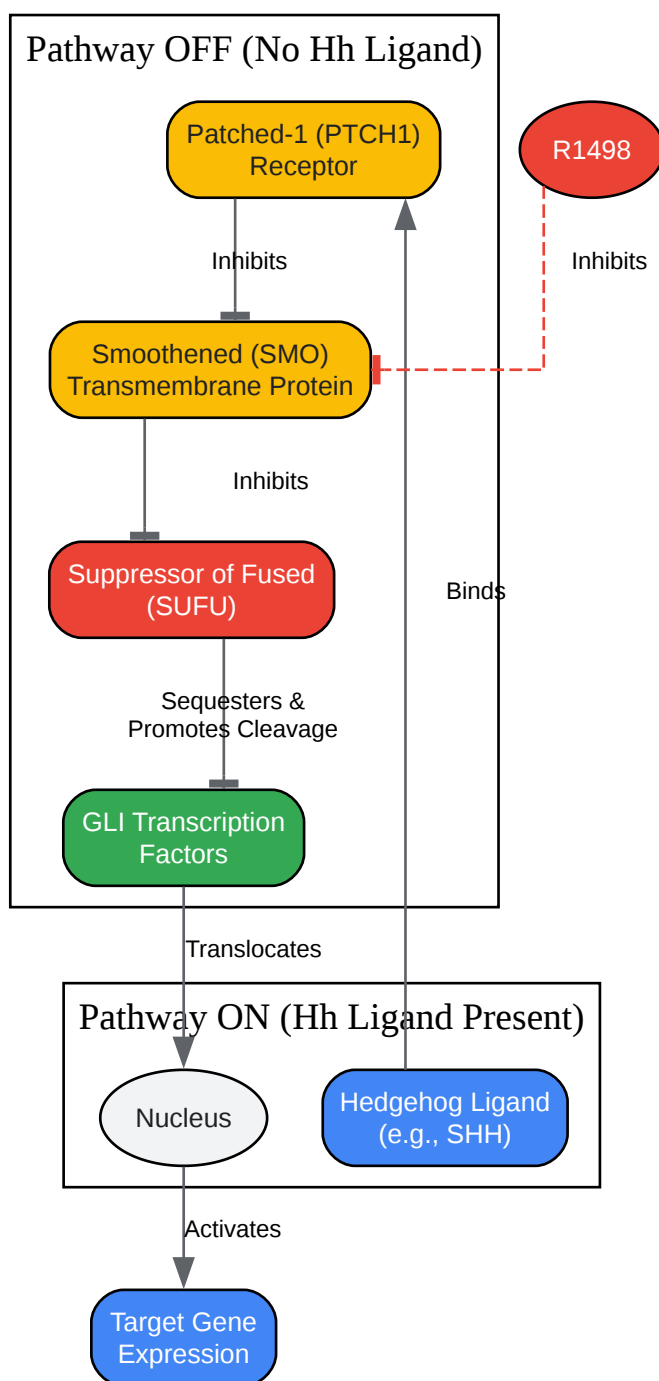 Pathway OFF (No Hh Ligand)
Patched-1 (PTCH1)
Receptor
R1498
Inhibits
Inhibits
Smoothened (SMO)
Transmembrane Protein
Inhibits
Suppressor of Fused
(SUFU)
Binds
Sequesters &
Promotes Cleavage
GLI Transcription
Factors
Translocates
Pathway ON (Hh Ligand Present)
Nucleus
Hedgehog Ligand
(e.g., SHH)
Activates
Target Gene
Expression